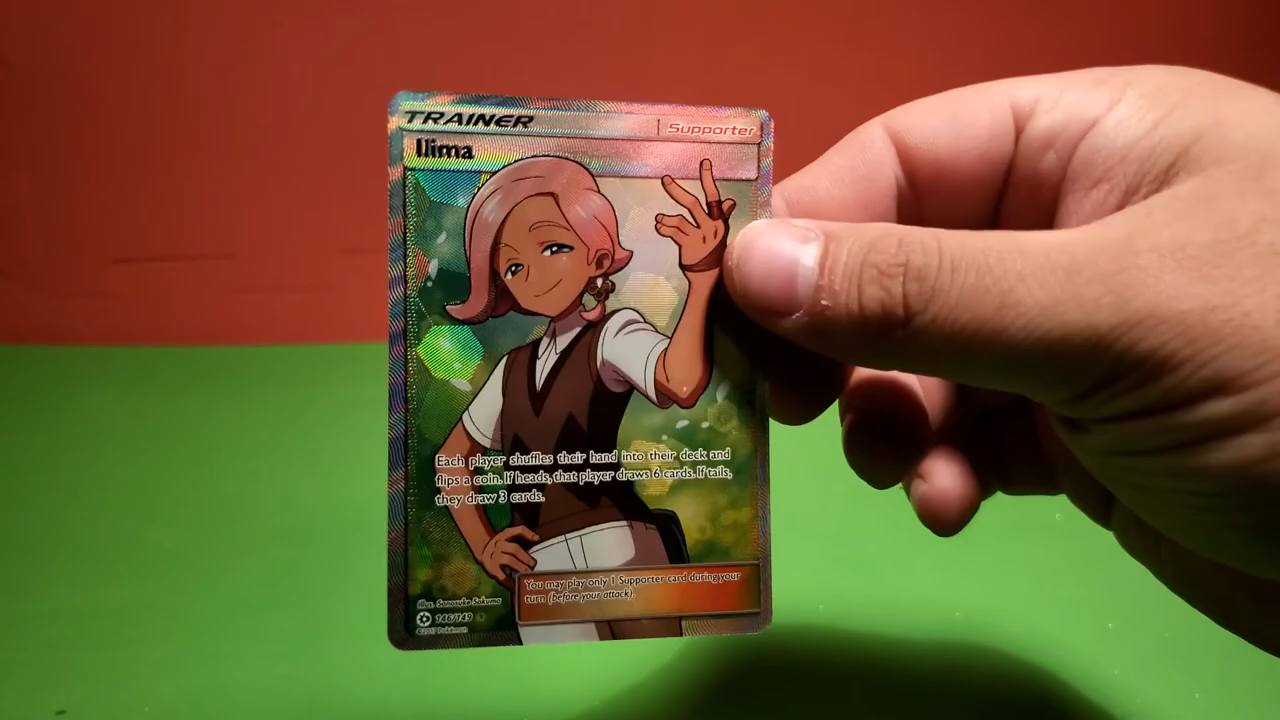 TRAINER
Supporter
Ilima
Each player shuffles their hand into their deck and
flips a coin. If heads, that player draws 6 cards. If tails,
they draw 3 cards.
You may play only 1 Supporter card during your
turn (before your attack).
Illus. Sanosuke Sakuma
146/149
©2017 Pokémon